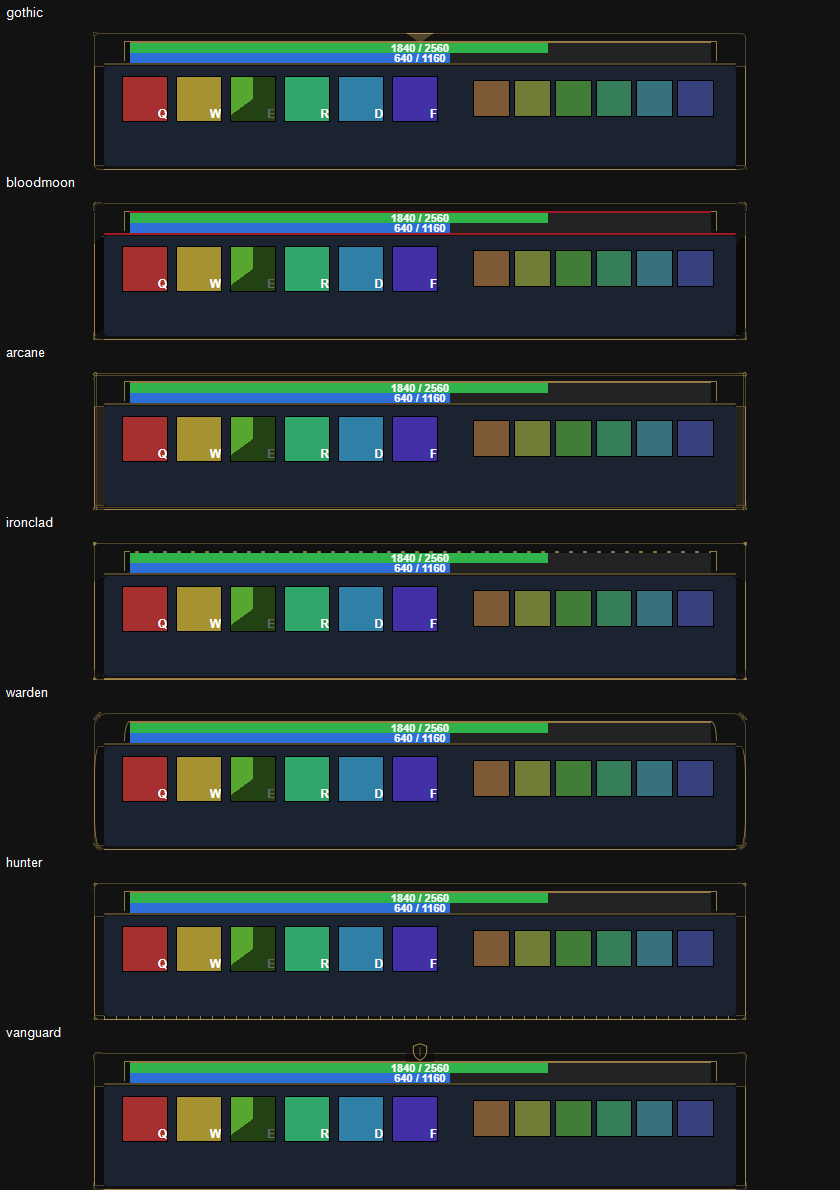 gothic
1840 / 2560
640 / 1160
Q W E R D F
bloodmoon
1840 / 2560
640 / 1160
Q W E R D F
arcane
1840 / 2560
640 / 1160
Q W E R D F
ironclad
1840 / 2560
640 / 1160
Q W E R D F
warden
1840 / 2560
640 / 1160
Q W E R D F
hunter
1840 / 2560
640 / 1160
Q W E R D F
vanguard
1840 / 2560
640 / 1160
Q W E R D F